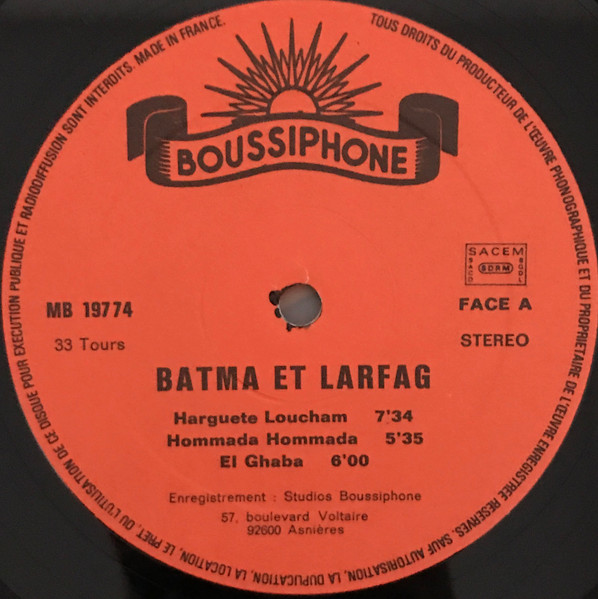 TOUS DROITS DU PRODUCTEUR DE L'ŒUVRE PHONOGRAPHIQUE ET DU PROPRIETAIRE DE L'ŒUVRE ENREGISTREE RESERVES. SAUF AUTORISATION, LA DUPLICATION, LA LOCATION, LE PRET, OU L'UTILISATION DE CE DISQUE POUR EXECUTION PUBLIQUE ET RADIODIFFUSION SONT INTERDITS. MADE IN FRANCE.
BOUSSIPHONE
SACEM
SACD SDRM SGDL
MB 19774
FACE A
33 Tours
STEREO
BATMA ET LARFAG
Harguete Loucham 7'34
Hommada Hommada 5'35
El Ghaba 6'00
Enregistrement : Studios Boussiphone
57, boulevard Voltaire
92600 Asnières